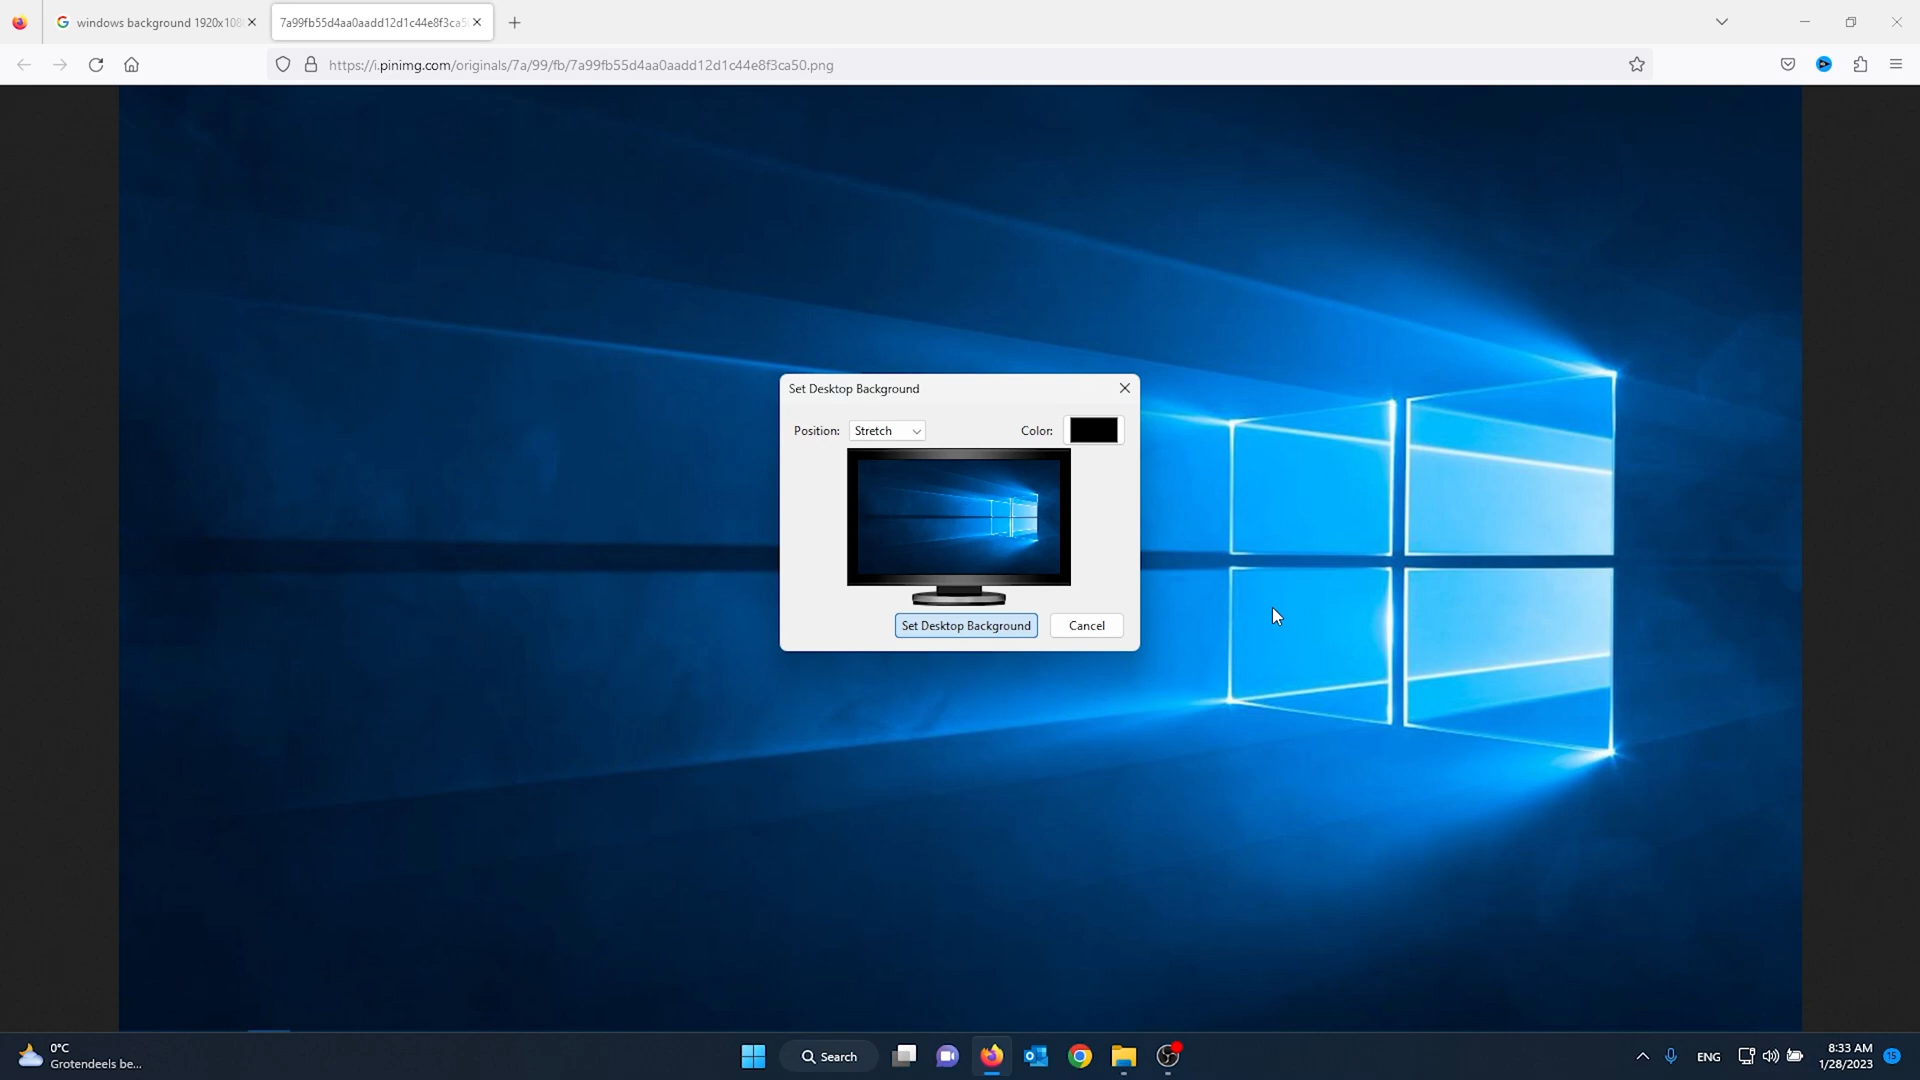 windows background 1920x108
7a99fb55d4aa0aadd12d1c44e8f3ca5
https://i.pinimg.com/originals/7a/99/fb/7a99fb55d4aa0aadd12d1c44e8f3ca50.png
Set Desktop Background
Position: Stretch
Color:
Set Desktop Background Cancel
0°C
Grotendeels be...
Search
ENG
8:33 AM
1/28/2023
15